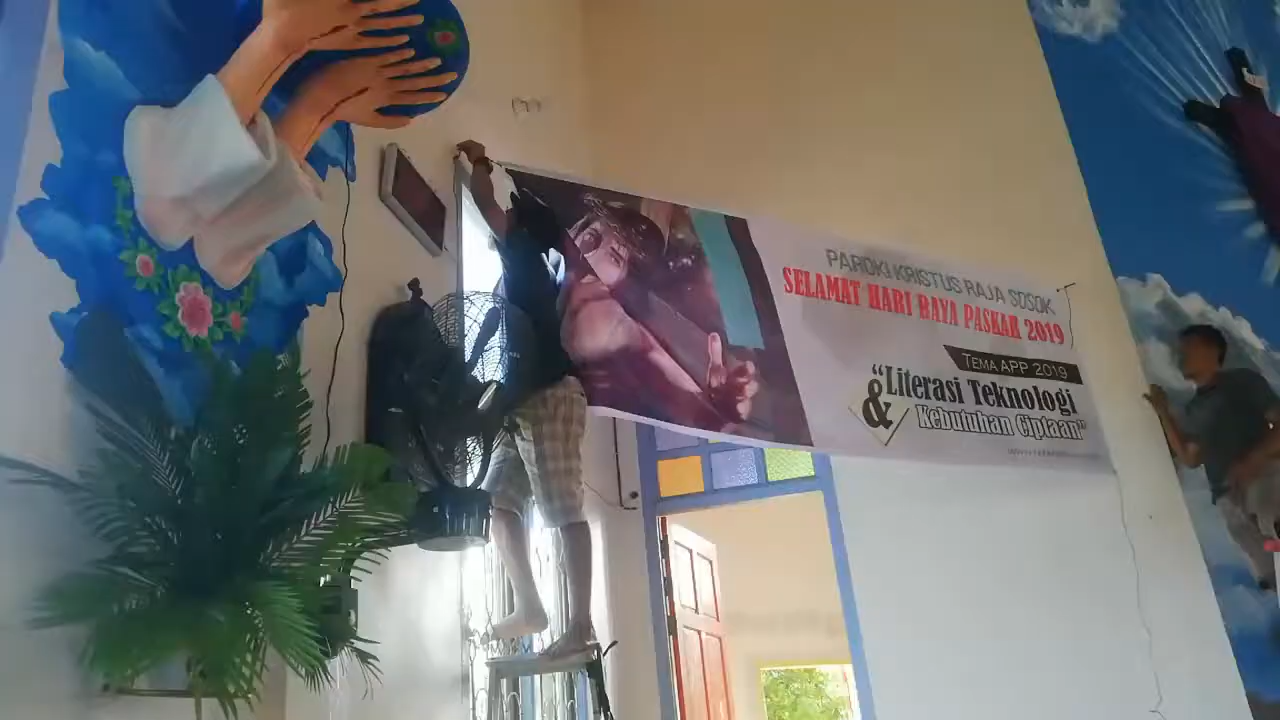 PAROKI KRISTUS RAJA SOSOK
SELAMAT HARI RAYA PASKAH 2019
TEMA APP 2019
"Literasi Teknologi
& Kebutuhan Ciptaan"